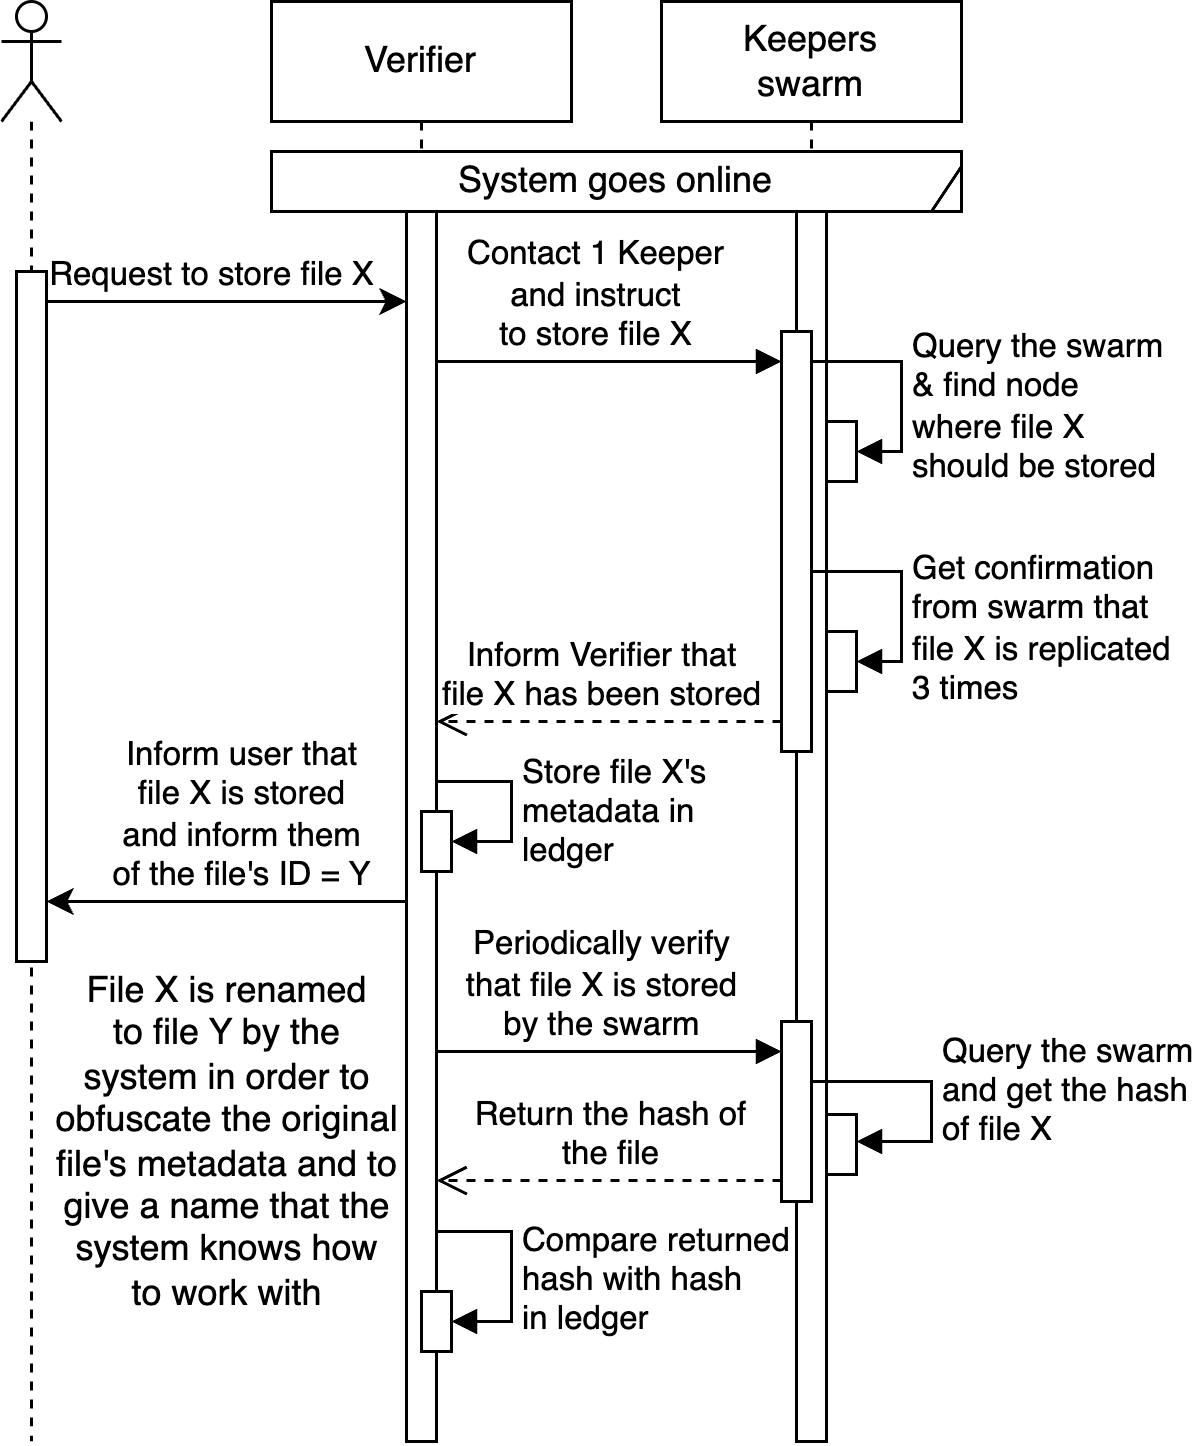 Verifier
Keepers
swarm
System goes online
Request to store file X
Contact 1 Keeper
and instruct
to store file X
Query the swarm
& find node
where file X
should be stored
Get confirmation
from swarm that
file X is replicated
3 times
Inform Verifier that
file X has been stored
Store file X's
metadata in
ledger
Inform user that
file X is stored
and inform them
of the file's ID = Y
File X is renamed
to file Y by the
system in order to
obfuscate the original
file's metadata and to
give a name that the
system knows how
to work with
Periodically verify
that file X is stored
by the swarm
Query the swarm
and get the hash
of file X
Return the hash of
the file
Compare returned
hash with hash
in ledger